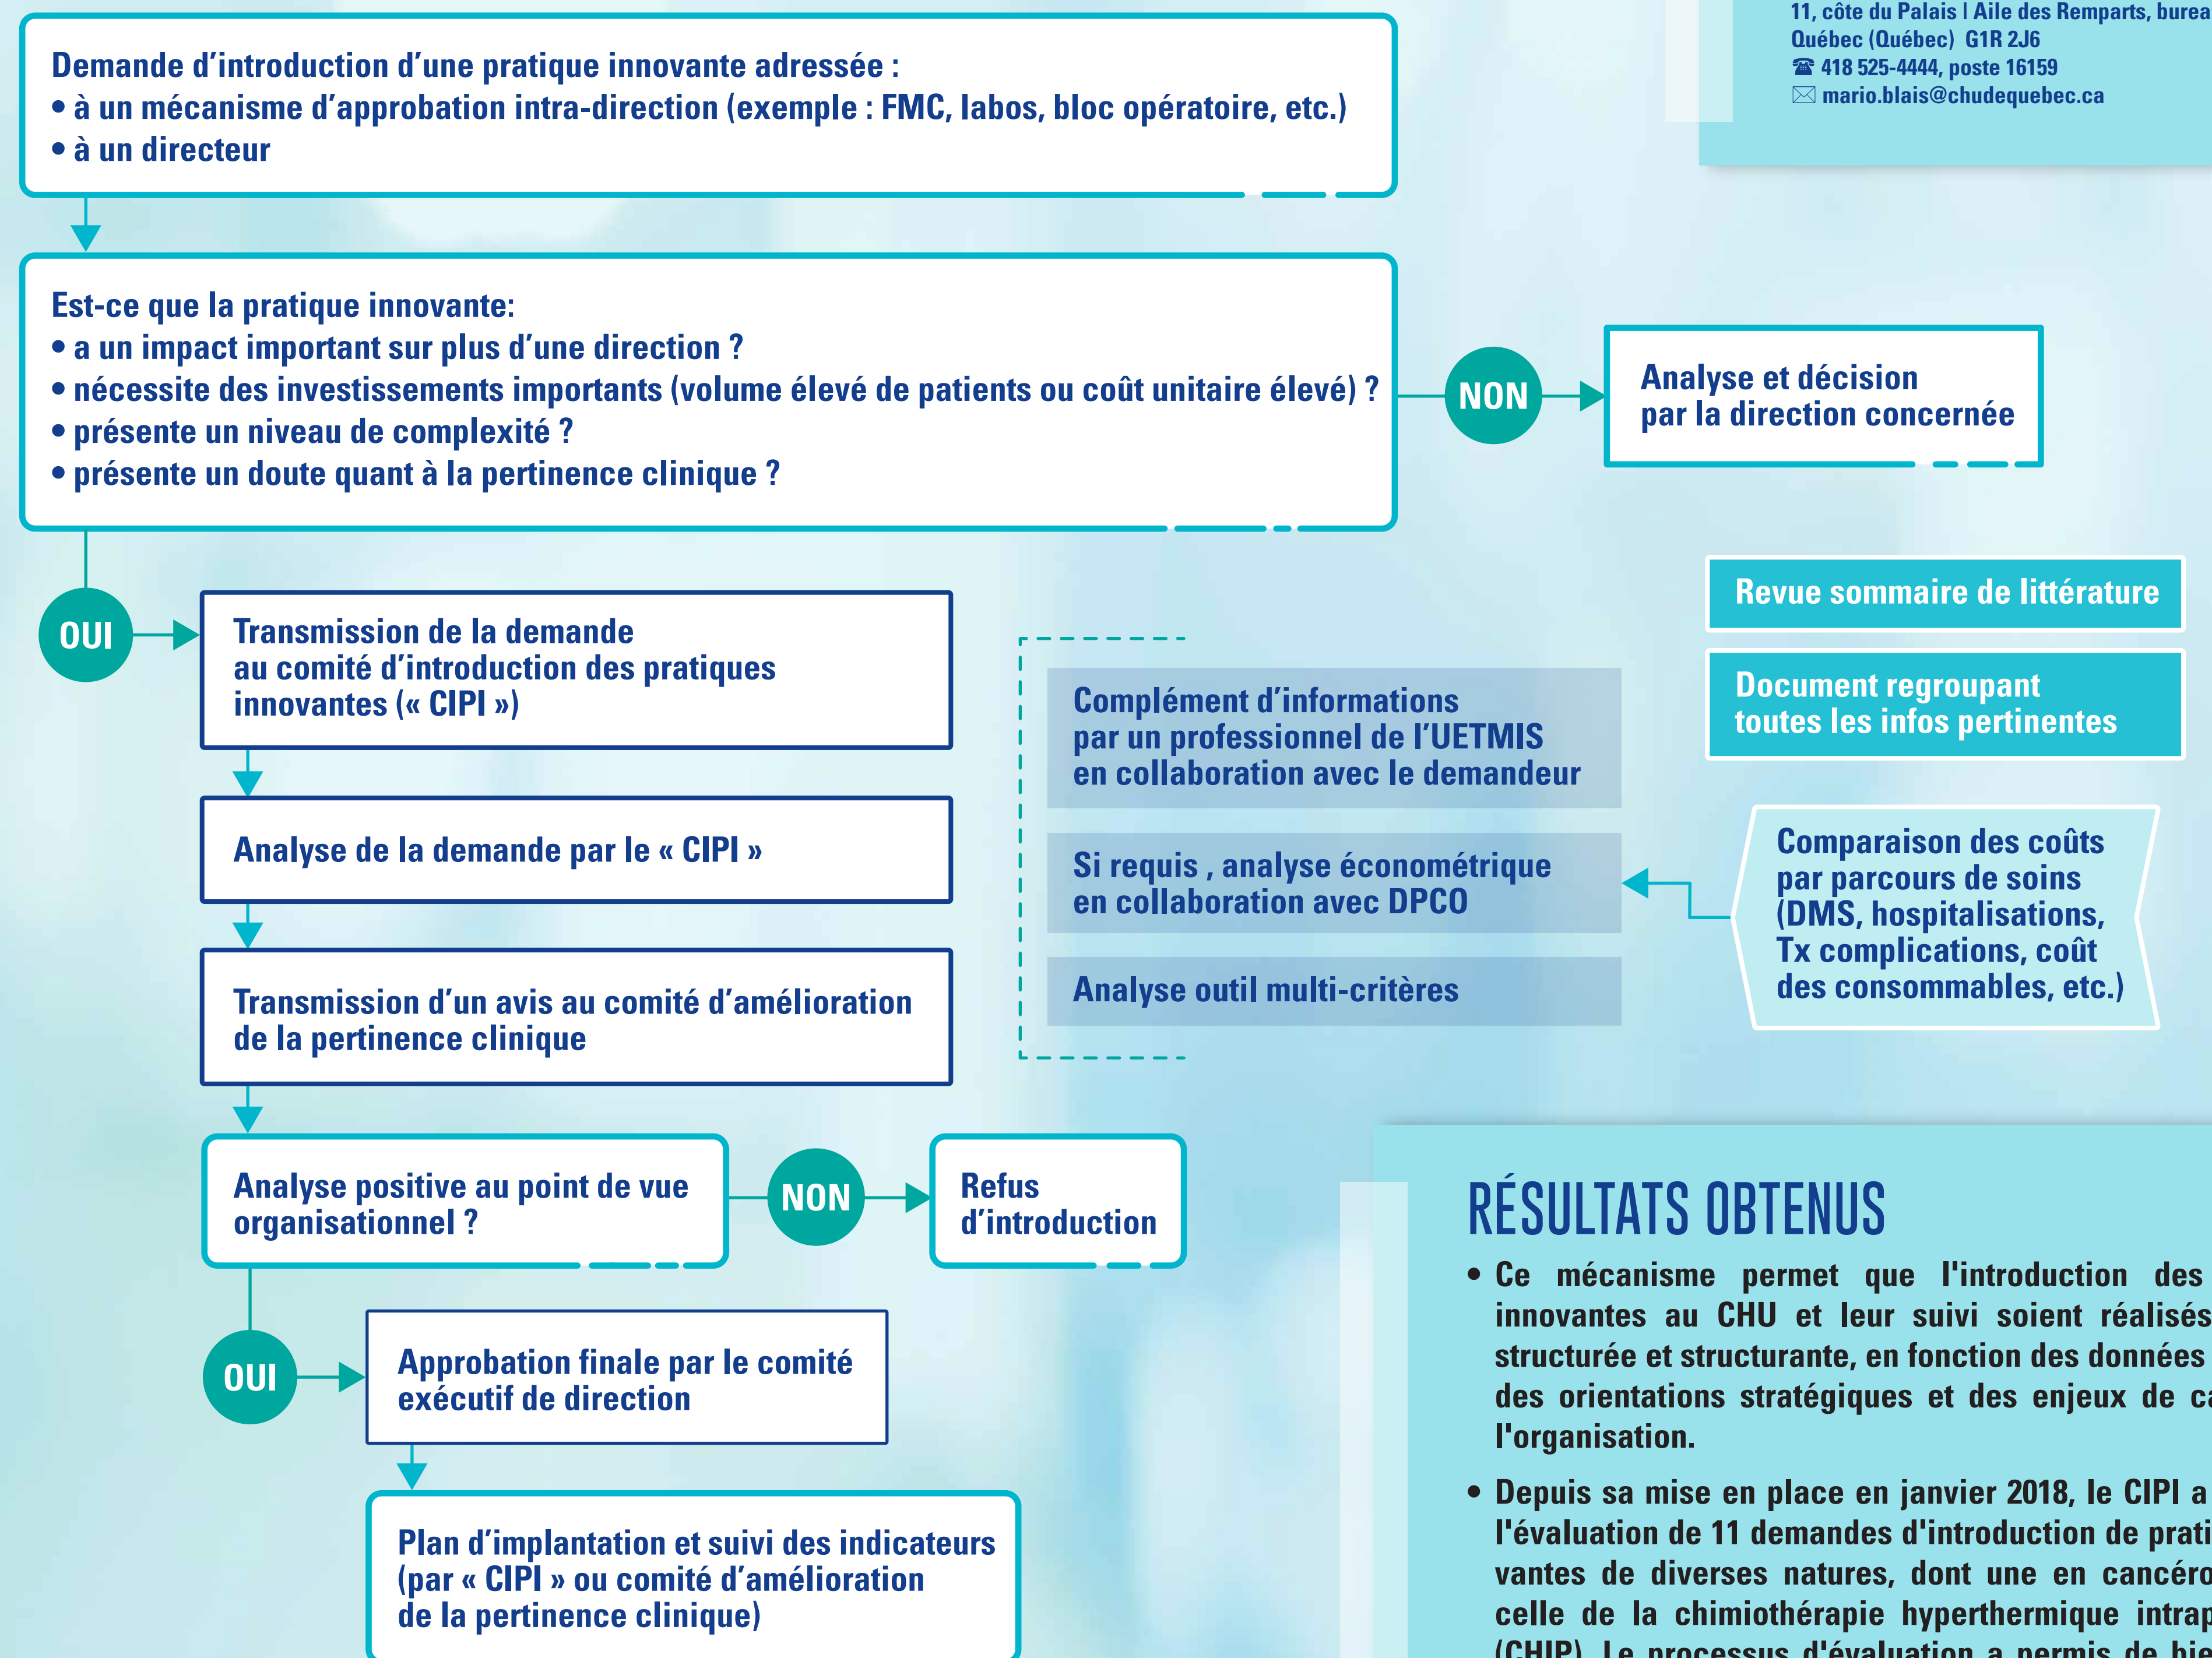 11, côte du Palais | Aile des Remparts,
Québec (Québec) G1R 2J6
☎ 418 525-4444, poste 16159
✉ mario.blais@chudequebec.ca
Demande d’introduction d’une pratique innovante adressée :
• à un mécanisme d’approbation intra-direction (exemple : FMC, labos, bloc opératoire, etc.)
• à un directeur
Est-ce que la pratique innovante:
• a un impact important sur plus d’une direction ?
• nécessite des investissements importants (volume élevé de patients ou coût unitaire élevé) ?
• présente un niveau de complexité ?
• présente un doute quant à la pertinence clinique ?
NON
Analyse et décision
par la direction concernée
OUI
Transmission de la demande
au comité d’introduction des pratiques
innovantes (« CIPI »)
Analyse de la demande par le « CIPI »
Transmission d’un avis au comité d’amélioration
de la pertinence clinique
Complément d’informations
par un professionnel de l’UETMIS
en collaboration avec le demandeur
Si requis , analyse économétrique
en collaboration avec DPCO
Analyse outil multi-critères
Revue sommaire de littérature
Document regroupant
toutes les infos pertinentes
Comparaison des coûts
par parcours de soins
(DMS, hospitalisations,
Tx complications, coût
des consommables, etc.)
Analyse positive au point de vue
organisationnel ?
NON
Refus
d’introduction
OUI
Approbation finale par le comité
exécutif de direction
Plan d’implantation et suivi des indicateurs
(par « CIPI » ou comité d’amélioration
de la pertinence clinique)
RÉSULTATS OBTENUS
• Ce mécanisme permet que l'introduction des
innovantes au CHU et leur suivi soient réalisés
structurée et structurante, en fonction des données
des orientations stratégiques et des enjeux de
l'organisation.
• Depuis sa mise en place en janvier 2018, le CIPI a
l'évaluation de 11 demandes d'introduction de
vantes de diverses natures, dont une en
celle de la chimiothérapie hyperthermique
(CHIP). Le processus d'évaluation a permis de